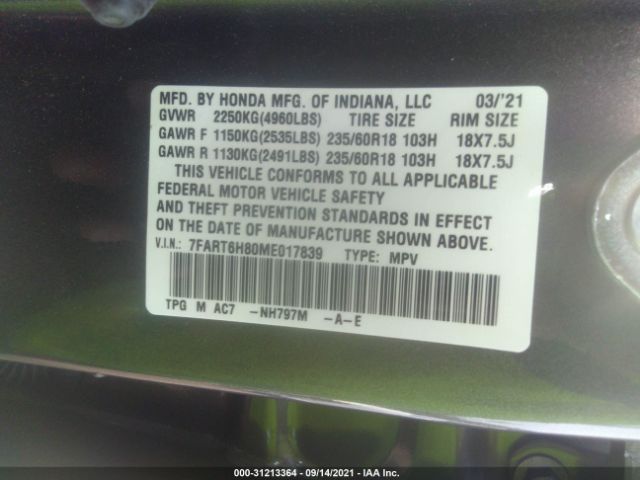 MFD. BY HONDA MFG. OF INDIANA, LLC 03/'21
GVWR 2250KG(4960LBS) TIRE SIZE RIM SIZE
GAWR F 1150KG(2535LBS) 235/60R18 103H 18X7.5J
GAWR R 1130KG(2491LBS) 235/60R18 103H 18X7.5J
THIS VEHICLE CONFORMS TO ALL APPLICABLE
FEDERAL MOTOR VEHICLE SAFETY
AND THEFT PREVENTION STANDARDS IN EFFECT
ON THE DATE OF MANUFACTURE SHOWN ABOVE.
V.I.N.: 7FART6H80ME017839 TYPE: MPV
TPG M AC7 -NH797M -A-E
000-31213364 - 09/14/2021 - IAA Inc.